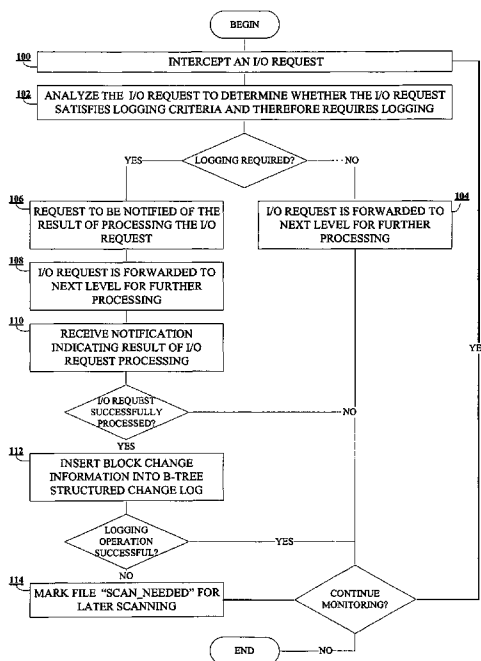 BEGIN
100
INTERCEPT AN I/O REQUEST
102
ANALYZE THE I/O REQUEST TO DETERMINE WHETHER THE I/O REQUEST
SATISFIES LOGGING CRITERIA AND THEREFORE REQUIRES LOGGING
YES
LOGGING REQUIRED?
NO
106
REQUEST TO BE NOTIFIED OF THE
RESULT OF PROCESSING THE I/O
REQUEST
104
I/O REQUEST IS FORWARDED TO
NEXT LEVEL FOR FURTHER
PROCESSING
108
I/O REQUEST IS FORWARDED TO
NEXT LEVEL FOR FURTHER
PROCESSING
110
RECEIVE NOTIFICATION
INDICATING RESULT OF I/O
REQUEST PROCESSING
YE
I/O REQUEST
SUCCESSFULLY
PROCESSED?
NO
YES
112
INSERT BLOCK CHANGE
INFORMATION INTO B-TREE
STRUCTURED CHANGE LOG
LOGGING
OPERATION
SUCCESSFUL?
YES
NO
114
MARK FILE "SCAN_NEEDED" FOR
LATER SCANNING
CONTINUE
MONITORING?
NO
END